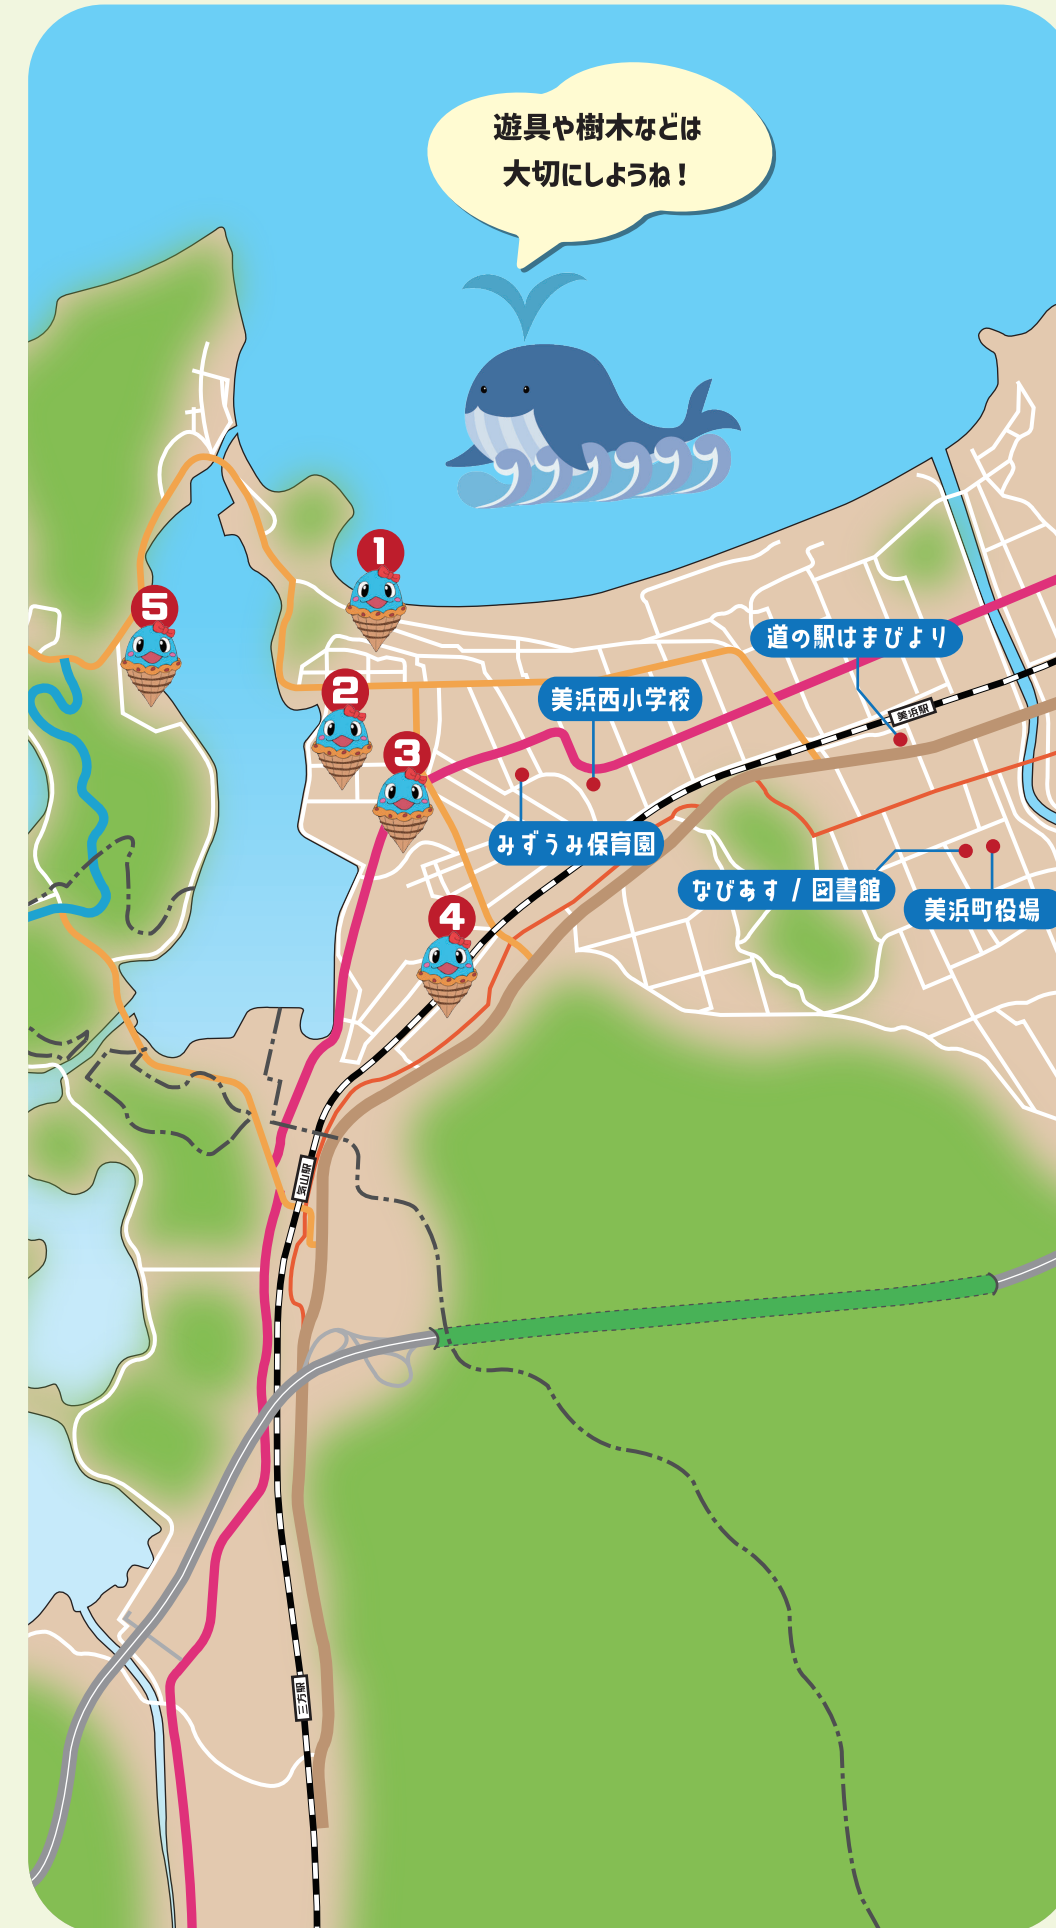 遊具や樹木などは
大切にしようね！
1
5
道の駅はまびより
2
美浜西小学校
美浜駅
3
みずうみ保育園
なびあす / 図書館
美浜町役場
4
気山駅
三方駅